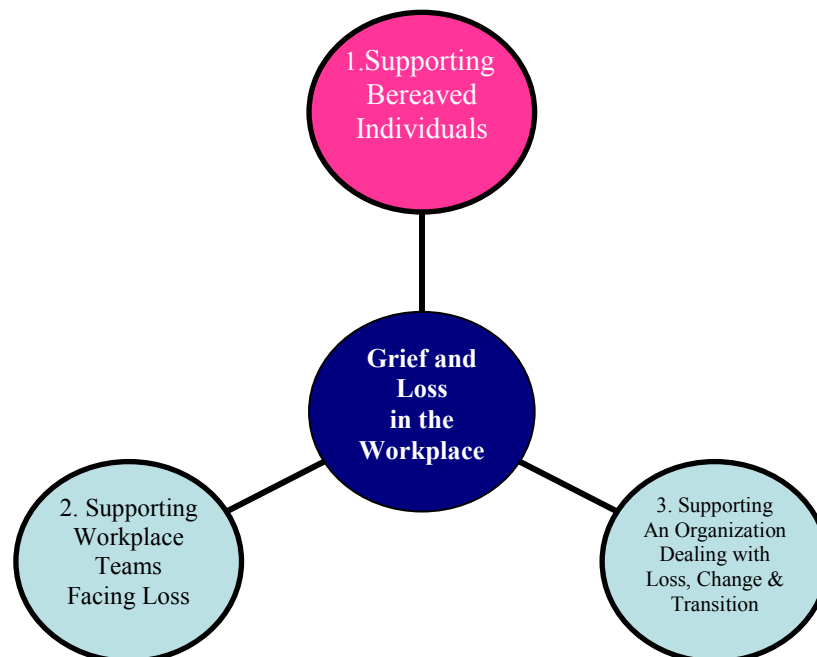 1.Supporting
Bereaved
Individuals
Grief and
Loss
in the
Workplace
2. Supporting
Workplace
Teams
Facing Loss
3. Supporting
An Organization
Dealing with
Loss, Change &
Transition